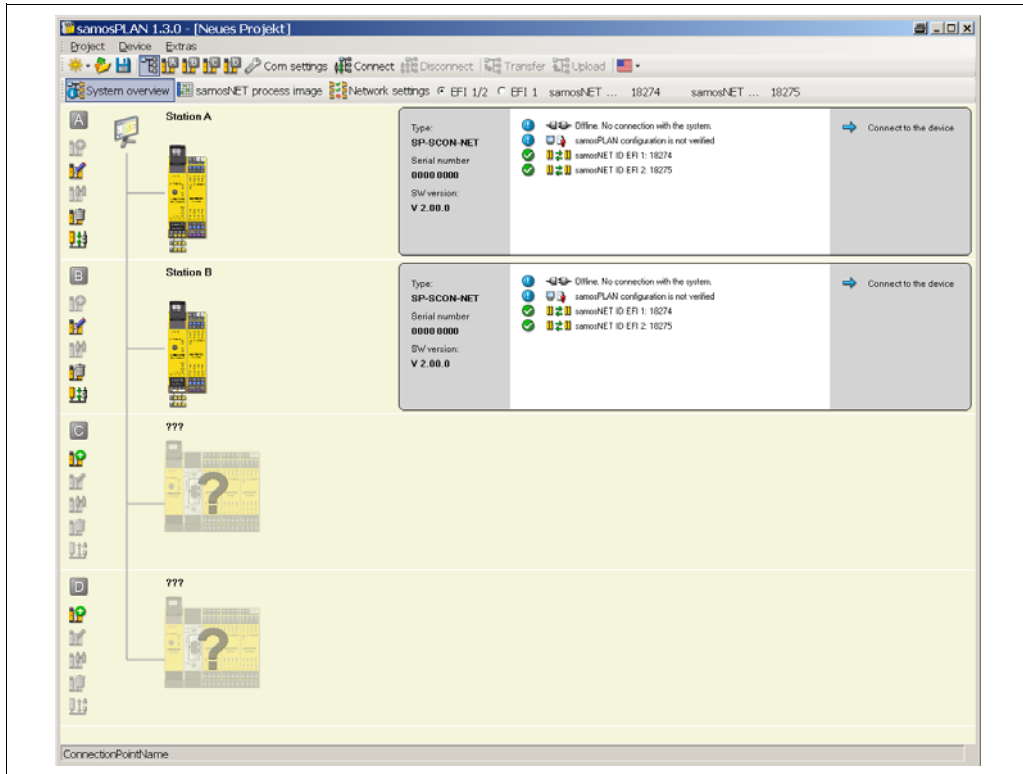 samosPLAN 1.3.0 - [Neues Projekt]
Project Device Extras
Com settings Connect Disconnect Transfer Upload
System overview samosNET process image Network settings EFI 1/2 EFI 1 samosNET ... 18274 samosNET ... 18275
A
Station A
Type:
SP-SCON-NET
Serial number
0000 0000
SW version:
V 2.00.0
Offline. No connection with the system.
samosPLAN configuration is not verified
samosNET ID EFI 1: 18274
samosNET ID EFI 2: 18275
Connect to the device
B
Station B
Type:
SP-SCON-NET
Serial number
0000 0000
SW version:
V 2.00.0
Offline. No connection with the system.
samosPLAN configuration is not verified
samosNET ID EFI 1: 18274
samosNET ID EFI 2: 18275
Connect to the device
C
???
?
D
???
?
ConnectionPointName